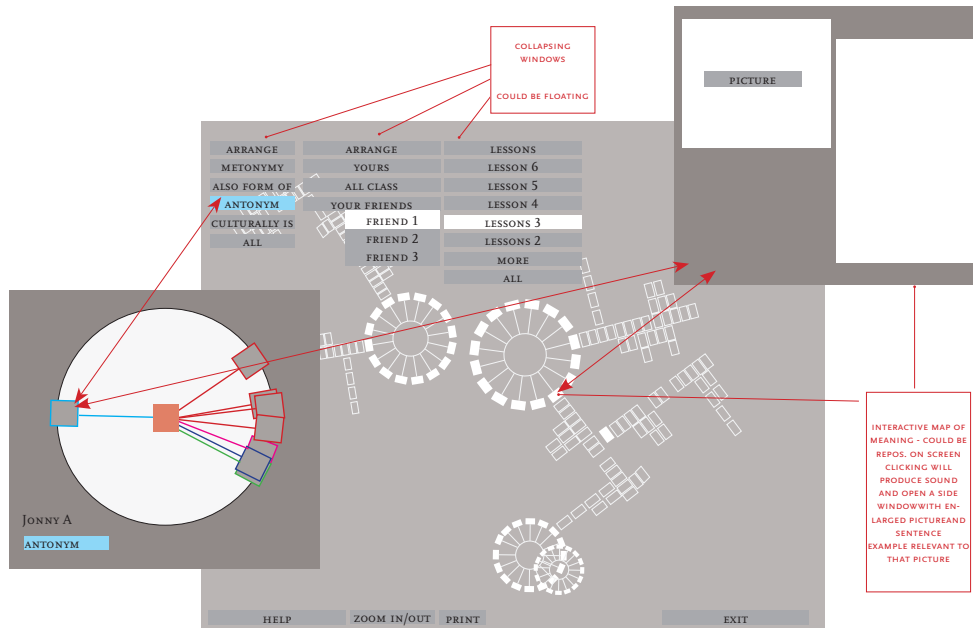 COLLAPSING
WINDOWS
COULD BE FLOATING
PICTURE
ARRANGE
METONYMY
ALSO FORM OF
ANTONYM
CULTURALLY IS
ALL
ARRANGE
YOURS
ALL CLASS
YOUR FRIENDS
FRIEND 1
FRIEND 2
FRIEND 3
LESSONS
LESSON 6
LESSON 5
LESSON 4
LESSONS 3
LESSONS 2
MORE
ALL
JONNY A
ANTONYM
INTERACTIVE MAP OF
MEANING - COULD BE
REPOS. ON SCREEN
CLICKING WILL
PRODUCE SOUND
AND OPEN A SIDE
WINDOWWITH EN-
LARGED PICTUREAND
SENTENCE
EXAMPLE RELEVANT TO
THAT PICTURE
HELP
ZOOM IN/OUT
PRINT
EXIT